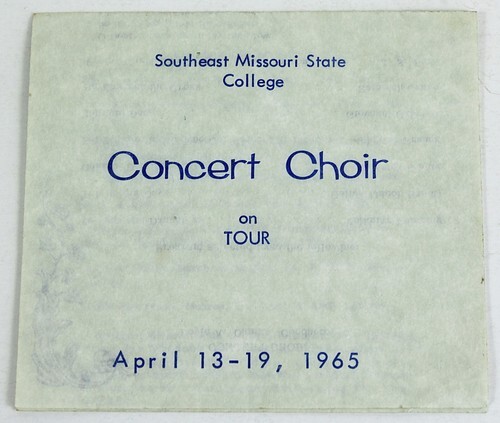 Southeast Missouri State
College
Concert Choir
on
TOUR
April 13-19, 1965